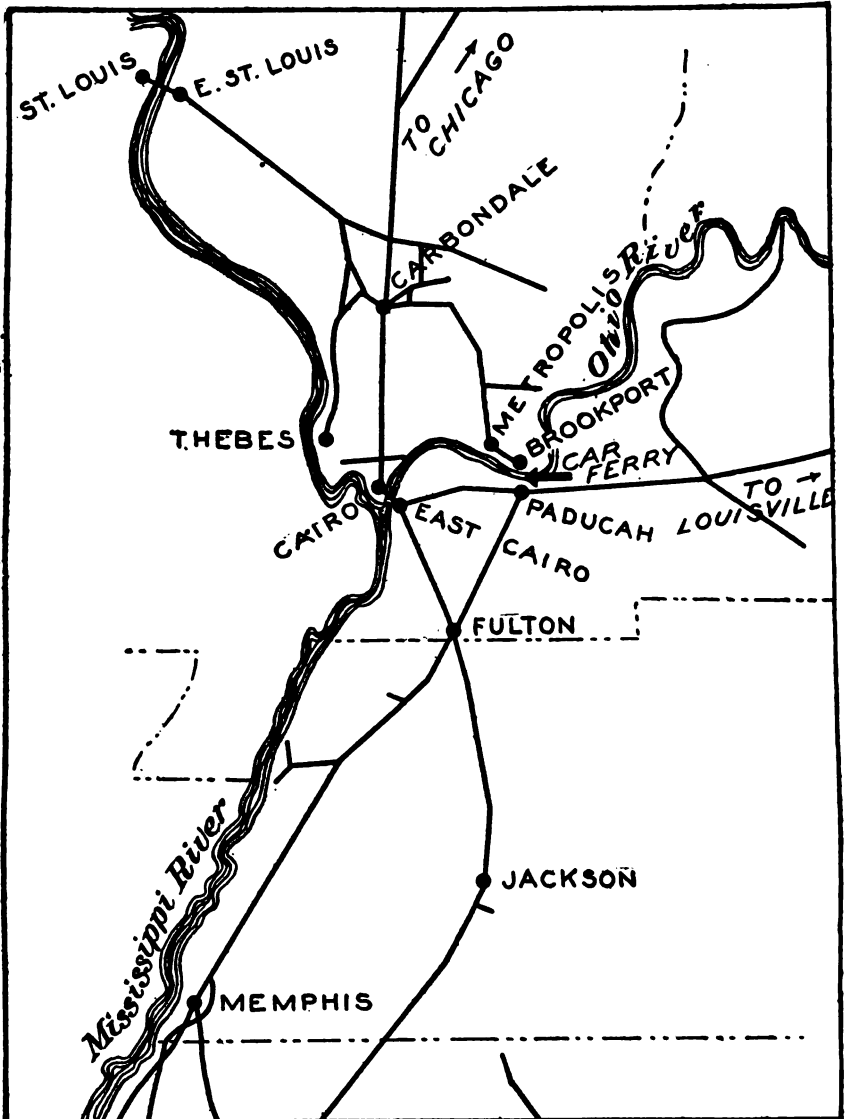 ST. LOUIS
E. ST. LOUIS
TO
CHICAGO
CARBONDALE
Ohio River
METROPOLIS
BROOKPORT
THEBES
CAR
FERRY
CAIRO
EAST
CAIRO
PADUCAH
TO
LOUISVILLE
FULTON
Mississippi River
JACKSON
MEMPHIS